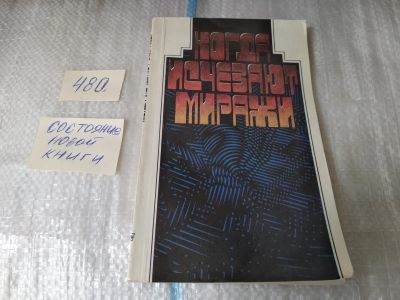 480.
СОСТОЯНИЕ
НОВОЙ
КНИГИ
КОГДА
ИСЧЕЗАЮТ
МИРАЖИ